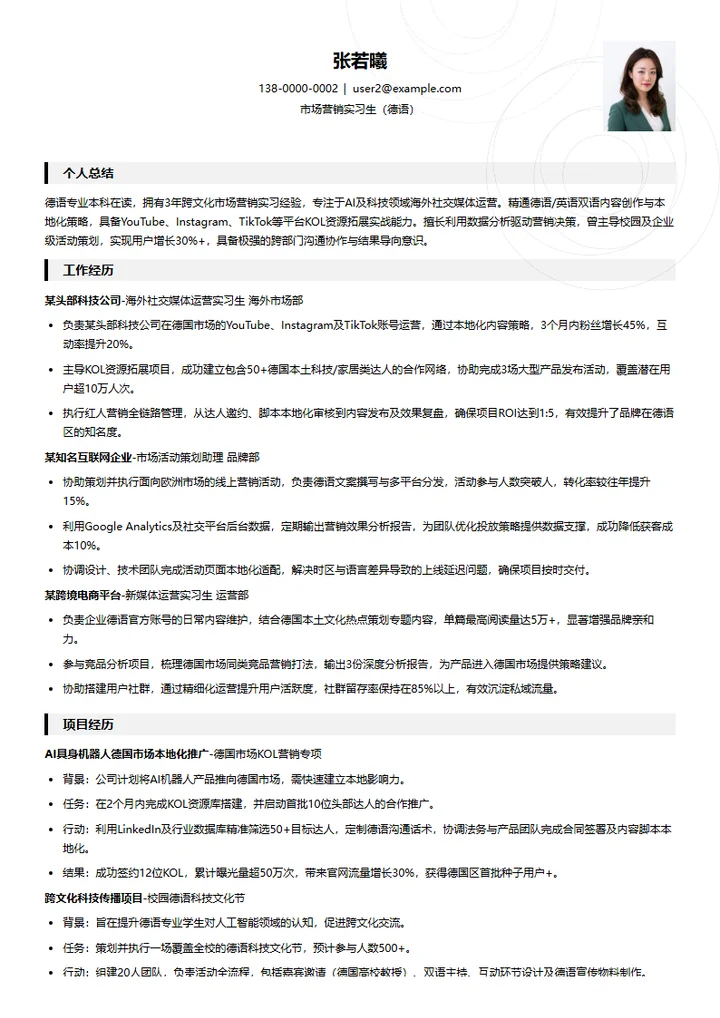 张若曦
138-0000-0002 | user2@example.com
市场营销实习生（德语）
个人总结
德语专业本科在读，拥有3年跨文化市场营销实习经验，专注于AI及科技领域海外社交媒体运营。精通德语/英语双语内容创作与本
地化策略，具备YouTube、Instagram、TikTok等平台KOL资源拓展实战能力。擅长利用数据分析驱动营销决策，曾主导校园及企业
级活动策划，实现用户增长30%+，具备极强的跨部门沟通协作与结果导向意识。
工作经历
某头部科技公司-海外社交媒体运营实习生 海外市场部
• 负责某头部科技公司在德国市场的YouTube、Instagram及TikTok账号运营，通过本地化内容策略，3个月内粉丝增长45%，互
动率提升20%。
• 主导KOL资源拓展项目，成功建立包含50+德国本土科技/家居类达人的合作网络，协助完成3场大型产品发布活动，覆盖潜在用
户超10万人次。
• 执行红人营销全链路管理，从达人邀约、脚本本地化审核到内容发布及效果复盘，确保项目ROI达到1:5，有效提升了品牌在德语
区的知名度。
某知名互联网企业-市场活动策划助理 品牌部
• 协助策划并执行面向欧洲市场的线上营销活动，负责德语文案撰写与多平台分发，活动参与人数突破人，转化率较往年提升
15%。
• 利用Google Analytics及社交平台后台数据，定期输出营销效果分析报告，为团队优化投放策略提供数据支撑，成功降低获客成
本10%。
• 协调设计、技术团队完成活动页面本地化适配，解决时区与语言差异导致的上线延迟问题，确保项目按时交付。
某跨境电商平台-新媒体运营实习生 运营部
• 负责企业德语官方账号的日常内容维护，结合德国本土文化热点策划专题内容，单篇最高阅读量达5万+，显著增强品牌亲和
力。
• 参与竞品分析项目，梳理德国市场同类竞品营销打法，输出3份深度分析报告，为产品进入德国市场提供策略建议。
• 协助搭建用户社群，通过精细化运营提升用户活跃度，社群留存率保持在85%以上，有效沉淀私域流量。
项目经历
AI具身机器人德国市场本地化推广-德国市场KOL营销专项
• 背景：公司计划将AI机器人产品推向德国市场，需快速建立本地影响力。
• 任务：在2个月内完成KOL资源库搭建，并启动首批10位头部达人的合作推广。
• 行动：利用LinkedIn及行业数据库精准筛选50+目标达人，定制德语沟通话术，协调法务与产品团队完成合同签署及内容脚本本
地化。
• 结果：成功签约12位KOL，累计曝光量超50万次，带来官网流量增长30%，获得德国区首批种子用户+。
跨文化科技传播项目-校园德语科技文化节
• 背景：旨在提升德语专业学生对人工智能领域的认知，促进跨文化交流。
• 任务：策划并执行一场覆盖全校的德语科技文化节，预计参与人数500+。
• 行动：组建20人团队，负责活动全流程，包括嘉宾邀请（德国高校教授）、双语主持、互动环节设计及德语宣传物料制作。